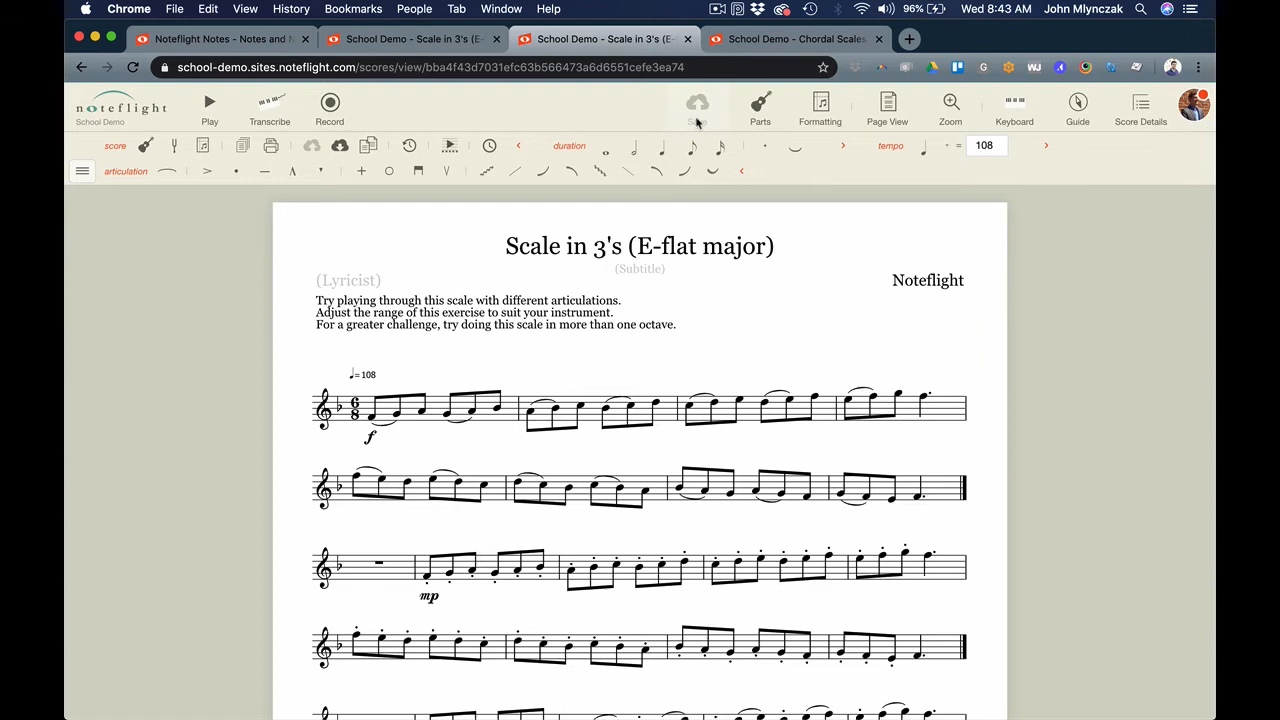 Chrome File Edit View History Bookmarks People Tab Window Help 96% Wed 8:43 AM John Mlynczak
Noteflight Notes - Notes and N School Demo - Scale in 3's (E- School Demo - Scale in 3's (E- School Demo - Chordal Scales
school-demo.sites.noteflight.com/scores/view/bba4f43d7031efc63b566473a6d6551cefe3ea74
noteflight
School Demo
Play Transcribe Record Save Parts Formatting Page View Zoom Keyboard Guide Score Details
score duration tempo = 108
articulation
Scale in 3's (E-flat major)
(Subtitle)
(Lyricist) Noteflight
Try playing through this scale with different articulations.
Adjust the range of this exercise to suit your instrument.
For a greater challenge, try doing this scale in more than one octave.
♩=108
6
8
f
mp